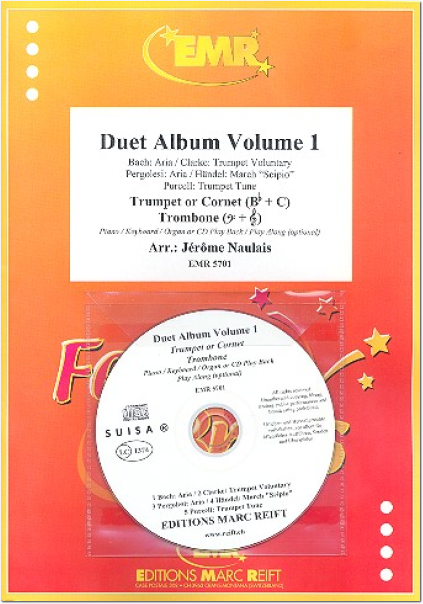 EMR
Duet Album Volume 1
Bach: Aria / Clarke: Trumpet Voluntary
Pergolesi: Aria / Händel: March "Scipio"
Purcell: Trumpet Tune
Trumpet or Cornet (B♭ + C)
Trombone (𝄢 + 𝄞)
Piano / Keyboard / Organ or CD Play Back / Play Along (optional)
Arr.: Jérôme Naulais
EMR 5701
Duet Album Volume 1
Trumpet or Cornet
Trombone
Piano / Keyboard / Organ or CD Play Back
Play Along (optional)
SUISA ®
LC
1 Bach: Aria / 2 Clarke: Trumpet Voluntary
3 Pergolesi: Aria / 4 Händel: March "Scipio"
5 Purcell: Trumpet Tune
EDITIONS MARC REIFT
www.reift.ch
EMR
EDITIONS MARC REIFT